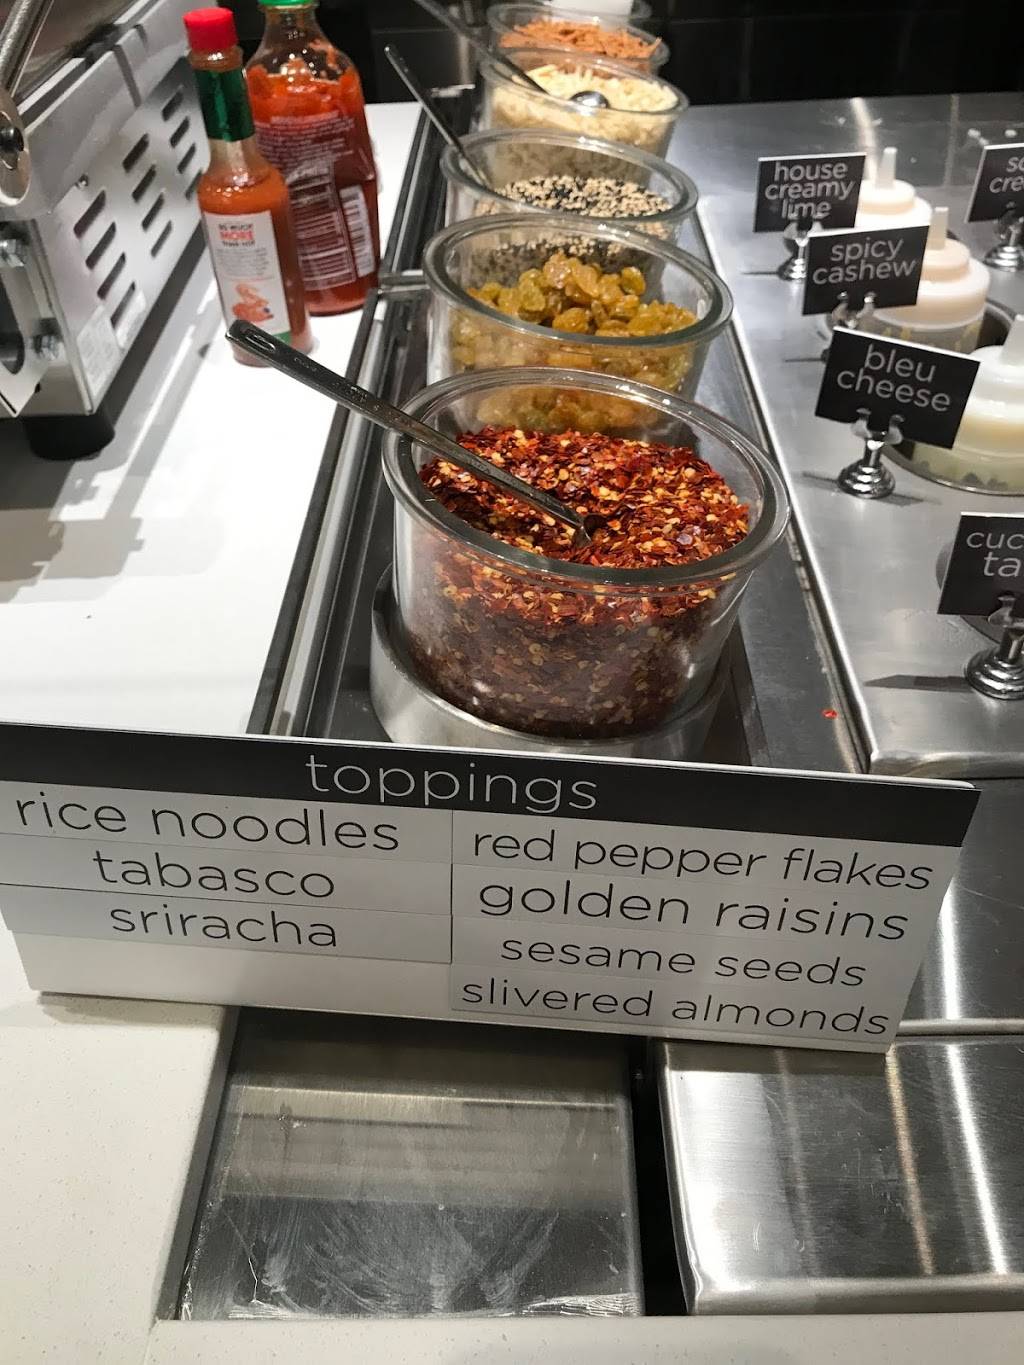 house
creamy
lime
spicy
cashew
bleu
cheese
toppings
rice noodles
tabasco
sriracha
red pepper flakes
golden raisins
sesame seeds
slivered almonds